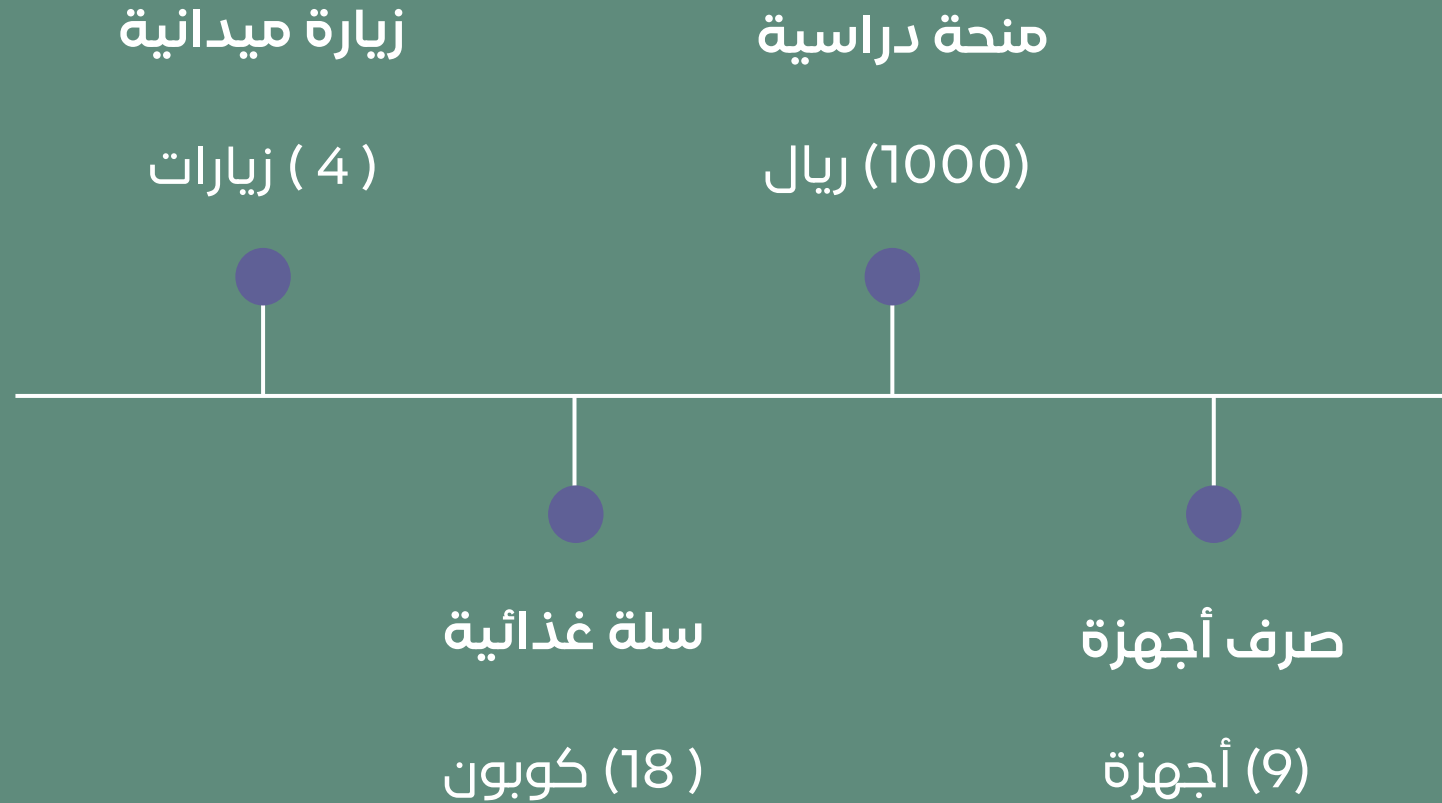 منحة دراسية
(1000) ريال
زيارة ميدانية
( 4 ) زيارات
صرف أجهزة
(9) أجهزة
سلة غذائية
( 18) كوبون